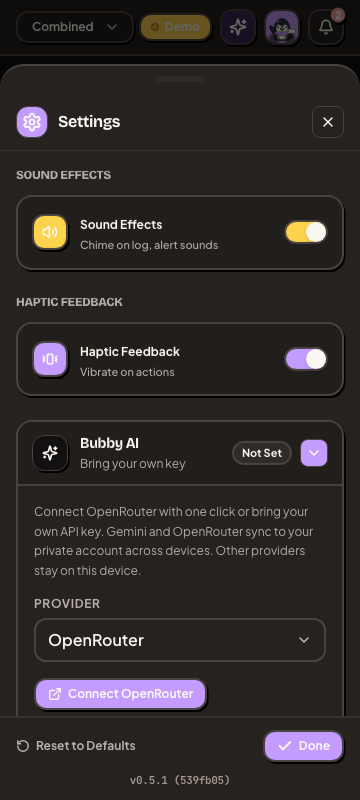 Combined
Demo
2
Settings
SOUND EFFECTS
Sound Effects
Chime on log, alert sounds
HAPTIC FEEDBACK
Haptic Feedback
Vibrate on actions
Bubby AI
Bring your own key
Not Set
Connect OpenRouter with one click or bring your
own API key. Gemini and OpenRouter sync to your
private account across devices. Other providers
stay on this device.
PROVIDER
OpenRouter
Connect OpenRouter
Reset to Defaults
Done
v0.5.1 (539fb05)